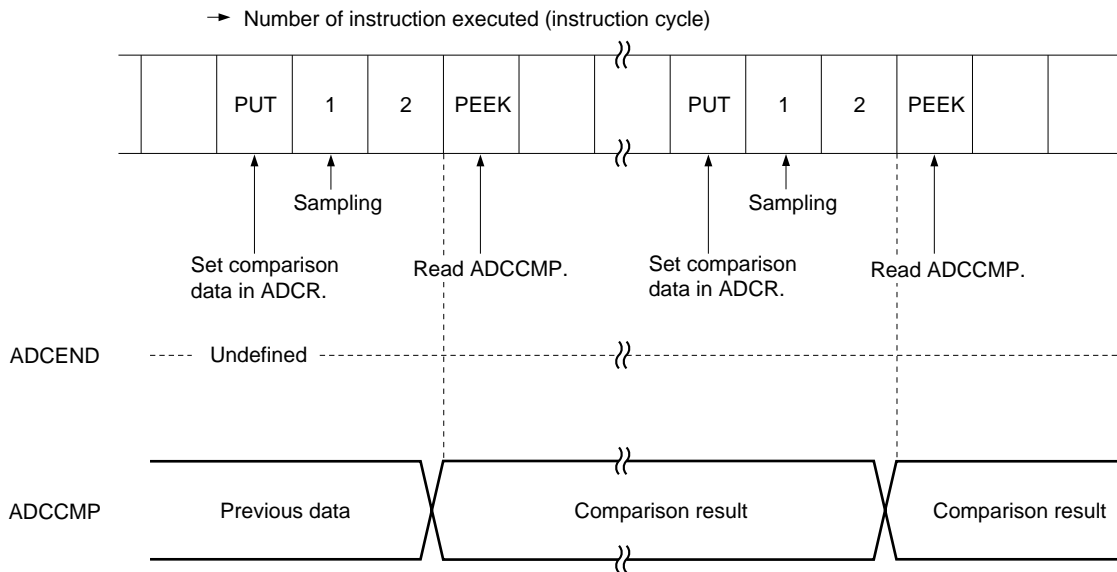 Number of instruction executed (instruction cycle)
PUT 1 2 PEEK PUT 1 2 PEEK
Sampling Sampling
Set comparison
data in ADCR.
Read ADCCMP.
Set comparison
data in ADCR.
Read ADCCMP.
ADCEND Undefined
ADCCMP Previous data Comparison result Comparison result